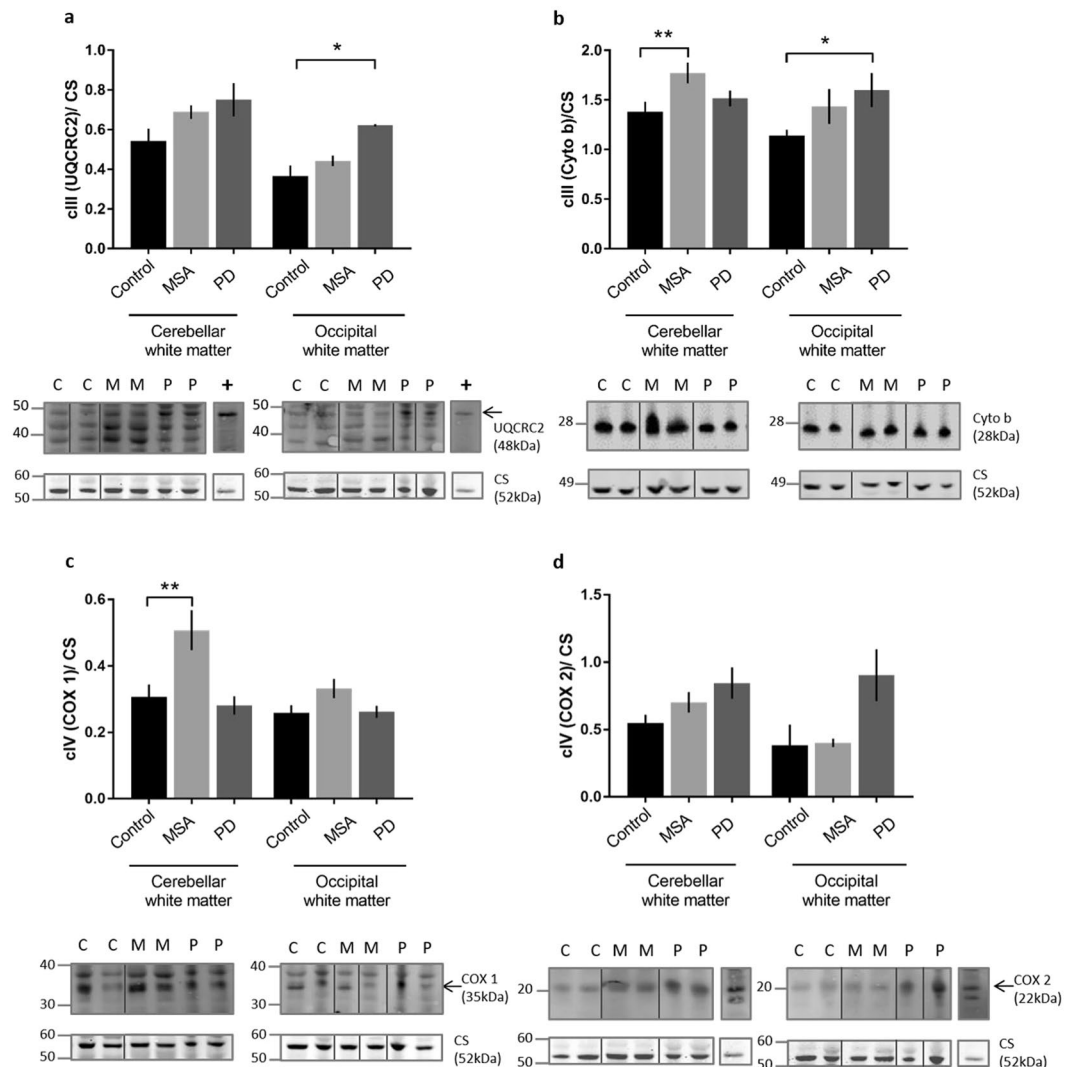 a
cIII (UQCRC2)/ CS
1.0
0.8
0.6
0.4
0.2
0.0
*
Control
MSA
PD
Control
MSA
PD
Cerebellar
white matter
Occipital
white matter
C C M M P P +
50
40
60
50
C C M M P P +
50
40
UQCRC2
(48kDa)
60
50
CS
(52kDa)
b
cIII (Cyto b)/CS
2.0
1.5
1.0
0.5
0.0
**
*
Control
MSA
PD
Control
MSA
PD
Cerebellar
white matter
Occipital
white matter
C C M M P P
28
49
C C M M P P
28
Cyto b
(28kDa)
49
CS
(52kDa)
c
cIV (COX 1)/ CS
0.6
0.4
0.2
0.0
**
Control
MSA
PD
Control
MSA
PD
Cerebellar
white matter
Occipital
white matter
C C M M P P
40
30
60
50
C C M M P P
40
30
COX 1
(35kDa)
60
50
CS
(52kDa)
d
cIV (COX 2)/ CS
1.5
1.0
0.5
0.0
Control
MSA
PD
Control
MSA
PD
Cerebellar
white matter
Occipital
white matter
C C M M P P
20
60
50
C C M M P P
20
COX 2
(22kDa)
60
50
CS
(52kDa)